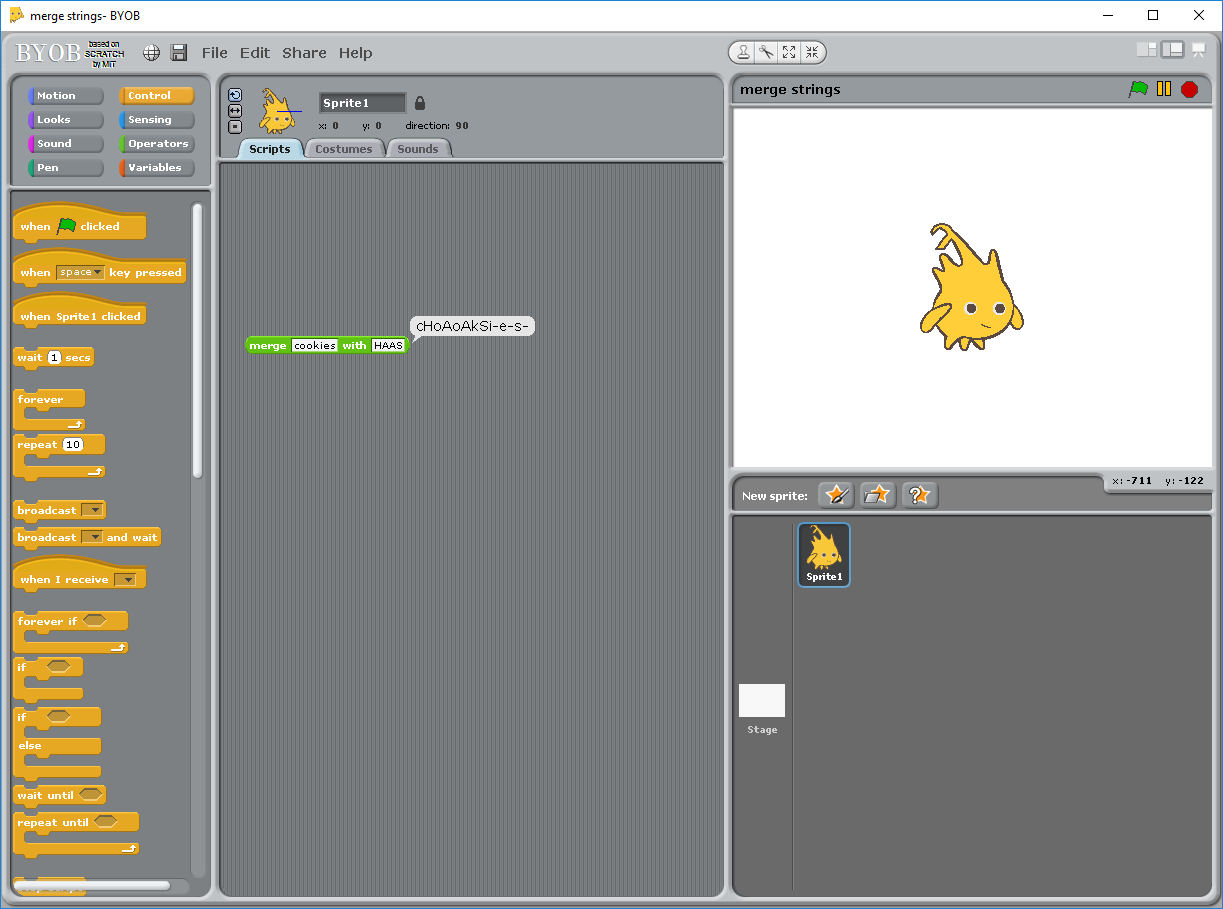 merge strings- BYOB
BYOB
based on
SCRATCH
by MIT
File Edit Share Help
Motion Control
Looks Sensing
Sound Operators
Pen Variables
when clicked
when space key pressed
when Sprite1 clicked
wait 1 secs
forever
repeat 10
broadcast
broadcast and wait
when I receive
forever if
if
if
else
wait until
repeat until
Sprite1
x: 0 y: 0 direction: 90
Scripts Costumes Sounds
merge cookies with HAAS
cHoAoAkSi-e-s-
merge strings
x: -711 y: -122
New sprite:
Sprite1
Stage